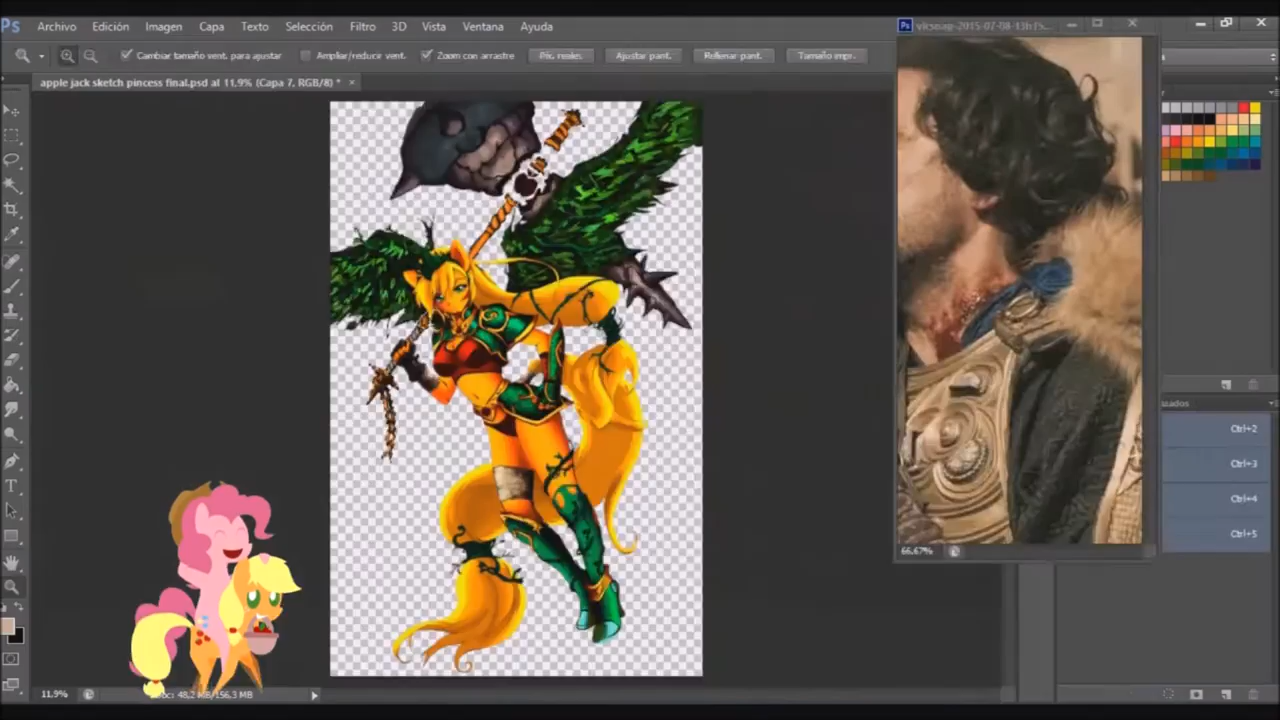 Ps Archivo Edición Imagen Capa Texto Selección Filtro 3D Vista Ventana Ayuda
Cambiar tamaño vent. para ajustar Ampliar/reducir vent. Zoom con arrastre Píx. reales Ajustar pant. Rellenar pant. Tamaño impr.
apple jack sketch pincess final.psd al 11,9% (Capa 7, RGB/8) * ×
Ps
Ctrl+2
Ctrl+3
Ctrl+4
Ctrl+5
66,67%
T
11,9%